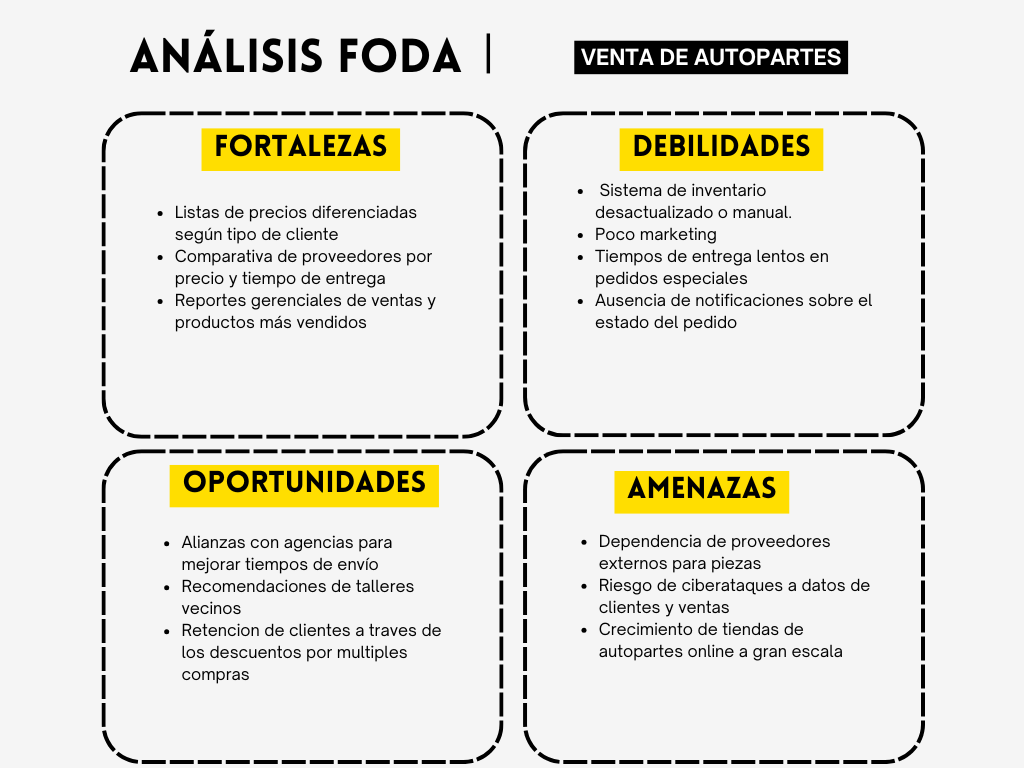 ANÁLISIS FODA |
VENTA DE AUTOPARTES
FORTALEZAS
• Listas de precios diferenciadas
según tipo de cliente
• Comparativa de proveedores por
precio y tiempo de entrega
• Reportes gerenciales de ventas y
productos más vendidos
DEBILIDADES
• Sistema de inventario
desactualizado o manual.
• Poco marketing
• Tiempos de entrega lentos en
pedidos especiales
• Ausencia de notificaciones sobre el
estado del pedido
OPORTUNIDADES
• Alianzas con agencias para
mejorar tiempos de envío
• Recomendaciones de talleres
vecinos
• Retencion de clientes a traves de
los descuentos por multiples
compras
AMENAZAS
• Dependencia de proveedores
externos para piezas
• Riesgo de ciberataques a datos de
clientes y ventas
• Crecimiento de tiendas de
autopartes online a gran escala